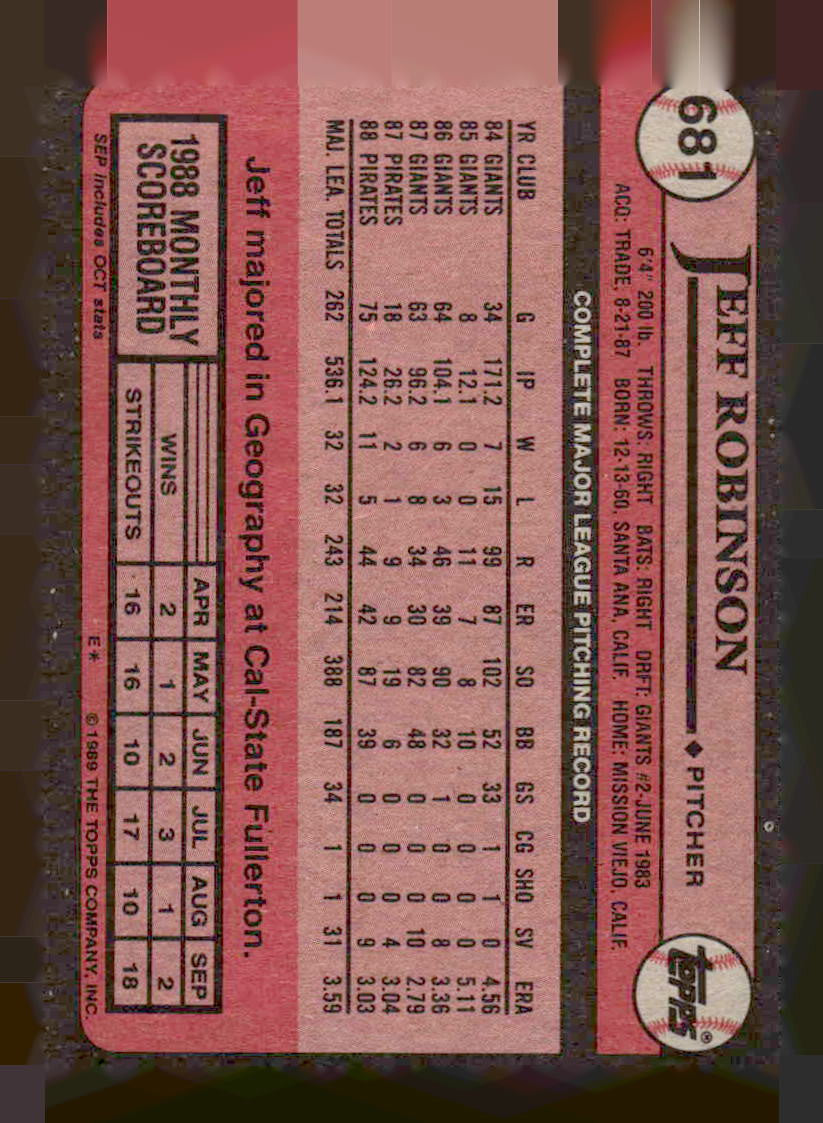 681
JEFF ROBINSON
◆ PITCHER
topps®
6'4" 200 lb. THROWS: RIGHT BATS: RIGHT DRFT: GIANTS #2-JUNE 1983
ACQ: TRADE, 8-21-87 BORN: 12-13-60, SANTA ANA, CALIF. HOME: MISSION VIEJO, CALIF.
COMPLETE MAJOR LEAGUE PITCHING RECORD
YR CLUB G IP W L R ER SO BB GS CG SHO SV ERA
84 GIANTS 34 171.2 7 15 99 87 102 52 33 1 1 0 4.56
85 GIANTS 8 12.1 0 0 11 7 8 10 0 0 0 0 5.11
86 GIANTS 64 104.1 6 3 46 39 90 32 1 0 0 8 3.36
87 GIANTS 63 96.2 6 8 34 30 82 48 0 0 0 10 2.79
87 PIRATES 18 26.2 2 1 9 9 19 6 0 0 0 4 3.04
88 PIRATES 75 124.2 11 5 44 42 87 39 0 0 0 9 3.03
MAJ. LEA. TOTALS 262 536.1 32 32 243 214 388 187 34 1 1 31 3.59
Jeff majored in Geography at Cal-State Fullerton.
1988 MONTHLY
SCOREBOARD
APR MAY JUN JUL AUG SEP
WINS 2 1 2 3 1 2
STRIKEOUTS 16 16 10 17 10 18
SEP includes OCT stats
E*
© 1989 THE TOPPS COMPANY, INC.